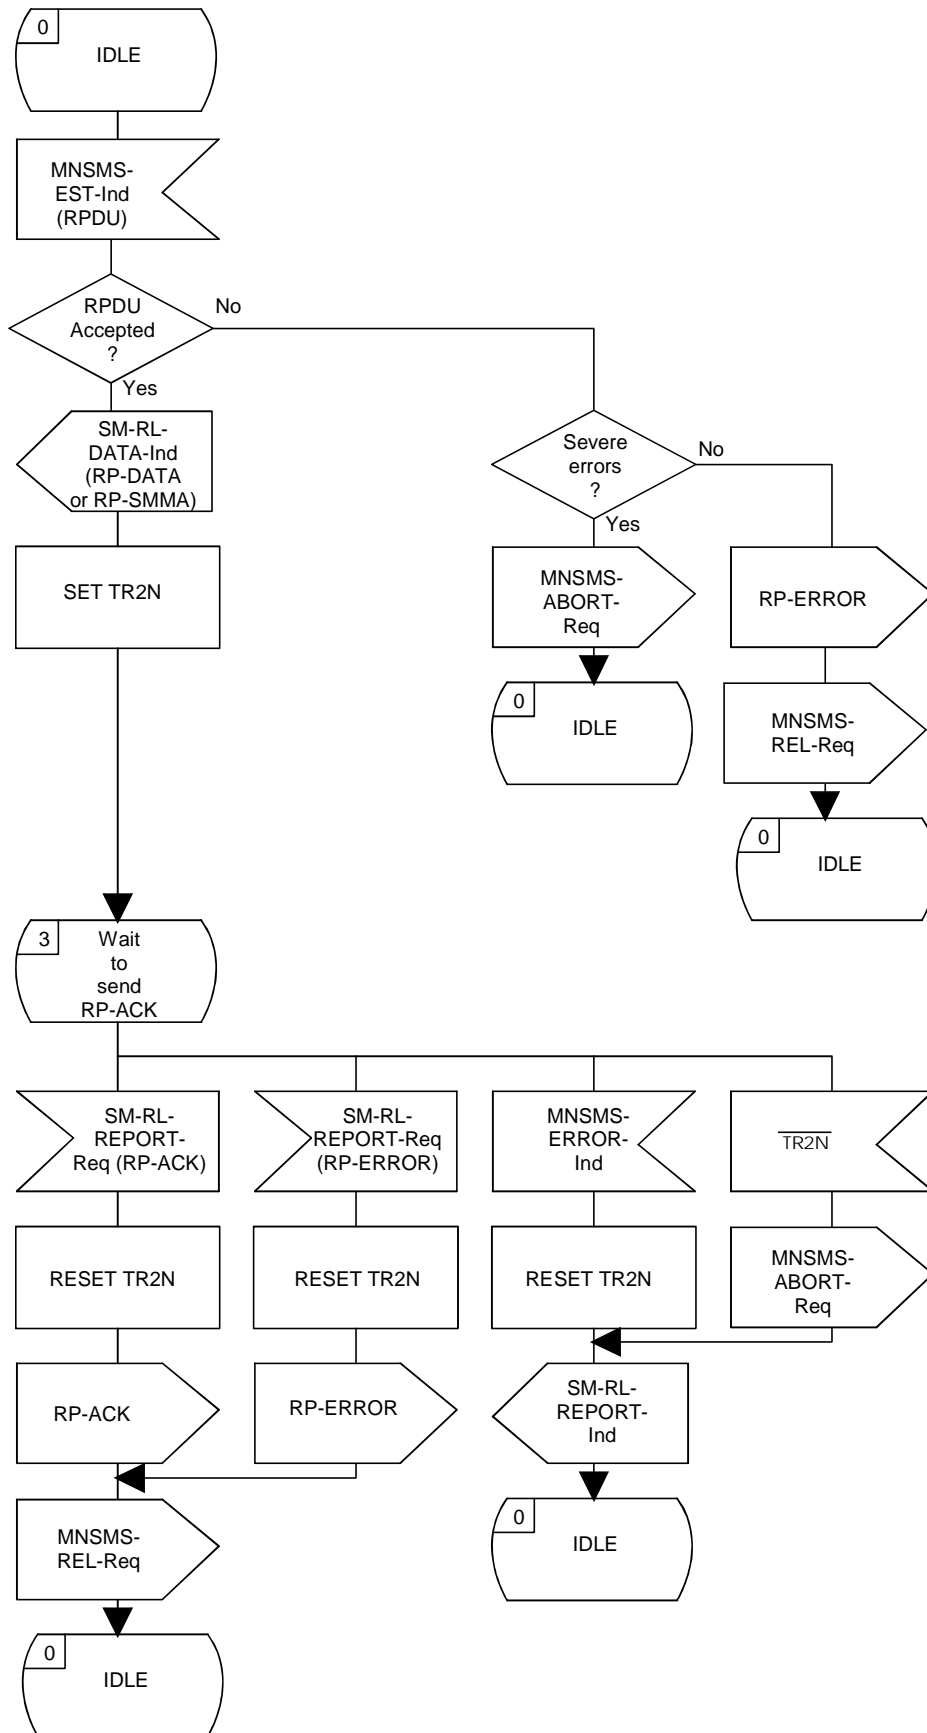 0
IDLE
MNSMS-
EST-Ind
(RPDU)
RPDU
Accepted
?
No
Yes
SM-RL-
DATA-Ind
(RP-DATA
or RP-SMMA)
Severe
errors
?
No
Yes
SET TR2N
MNSMS-
ABORT-
Req
RP-ERROR
0
IDLE
MNSMS-
REL-Req
0
IDLE
3
Wait
to
send
RP-ACK
SM-RL-
REPORT-
Req (RP-ACK)
SM-RL-
REPORT-Req
(RP-ERROR)
MNSMS-
ERROR-
Ind
TR2N
RESET TR2N
RESET TR2N
RESET TR2N
MNSMS-
ABORT-
Req
RP-ACK
RP-ERROR
SM-RL-
REPORT-
Ind
MNSMS-
REL-Req
0
IDLE
0
IDLE